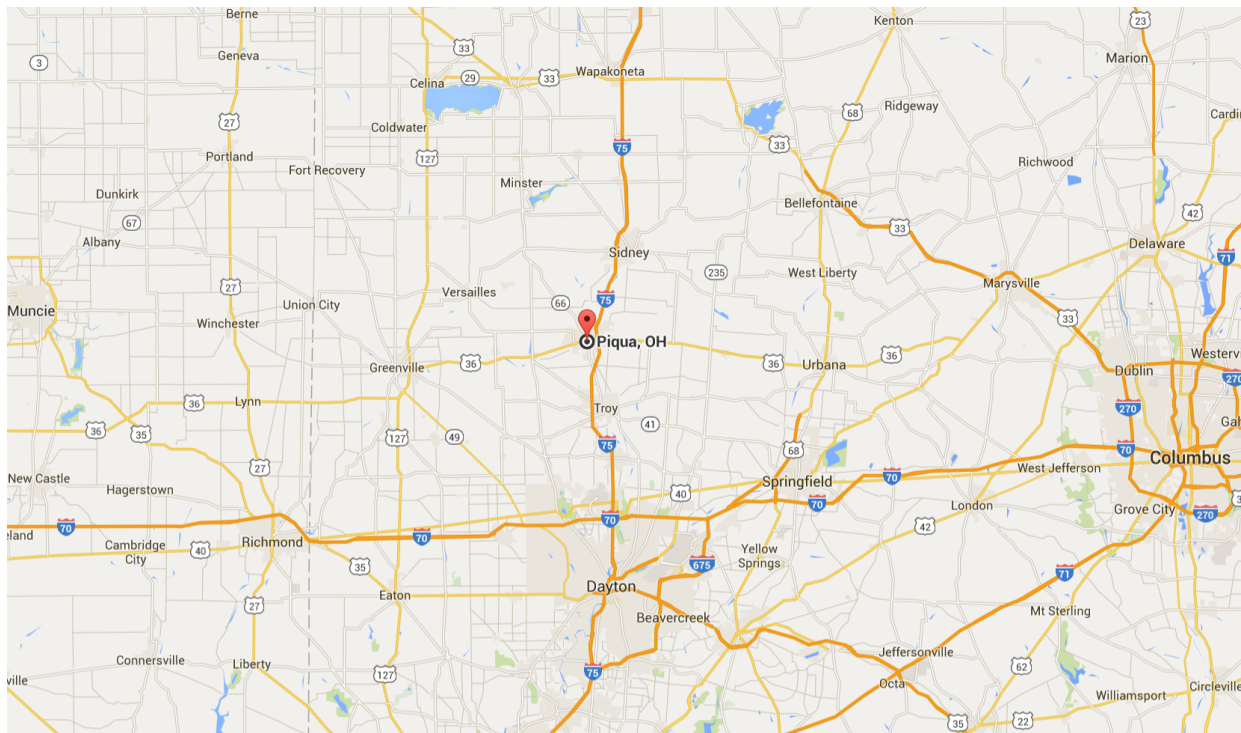 Berne
Kenton
23
Geneva
33
Marion
3
Wapakoneta
29
33
Celina
Ridgeway
68
Cardin
27
Coldwater
33
75
Portland
127
Richwood
Fort Recovery
Minster
Dunkirk
Bellefontaine
42
67
33
Albany
Delaware
Sidney
71
235
West Liberty
27
Marysville
Versailles
Union City
75
66
Muncie
33
Winchester
Piqua, OH
Westervi
36
36
36
Urbana
Greenville
Dublin
270
270
Lynn
36
Troy
41
Gah
36
35
127
49
75
68
70
Columbus
27
West Jefferson
New Castle
Springfield
70
Hagerstown
40
70
London
Grove City
270
3
70
eland
70
70
42
Richmond
Cambridge
City
40
Yellow
Springs
35
675
71
Dayton
Eaton
27
Beavercreek
Mt Sterling
Connersville
Liberty
Jeffersonville
62
127
75
ville
Octa
Circleville
Williamsport
35
22